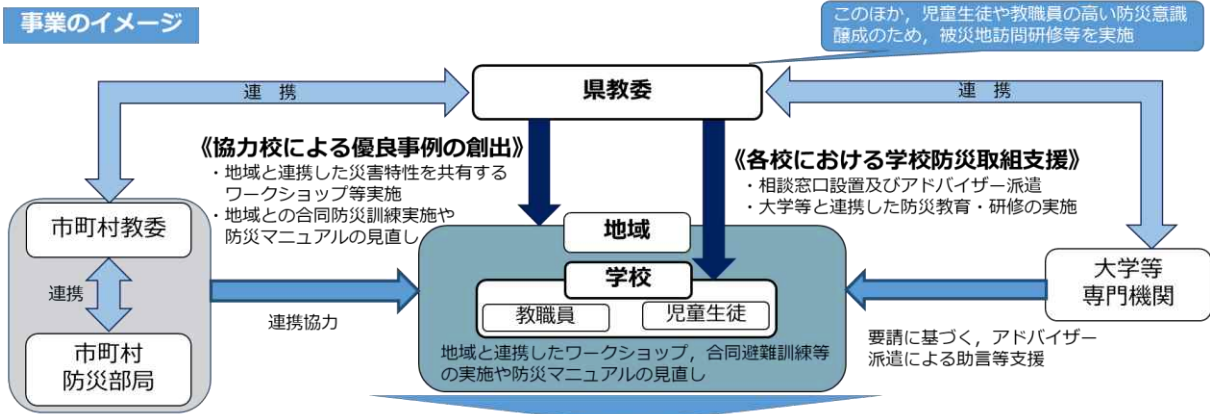 事業のイメージ
このほか，児童生徒や教職員の高い防災意識
醸成のため，被災地訪問研修等を実施
県教委
連　携
連　携
《協力校による優良事例の創出》
・地域と連携した災害特性を共有する
ワークショップ等実施
・地域との合同防災訓練実施や
防災マニュアルの見直し
《各校における学校防災取組支援》
・相談窓口設置及びアドバイザー派遣
・大学等と連携した防災教育・研修の実施
市町村教委
連携
市町村
防災部局
連携協力
地域
学校
教職員
児童生徒
地域と連携したワークショップ，合同避難訓練等
の実施や防災マニュアルの見直し
大学等
専門機関
要請に基づく，アドバイザー
派遣による助言等支援